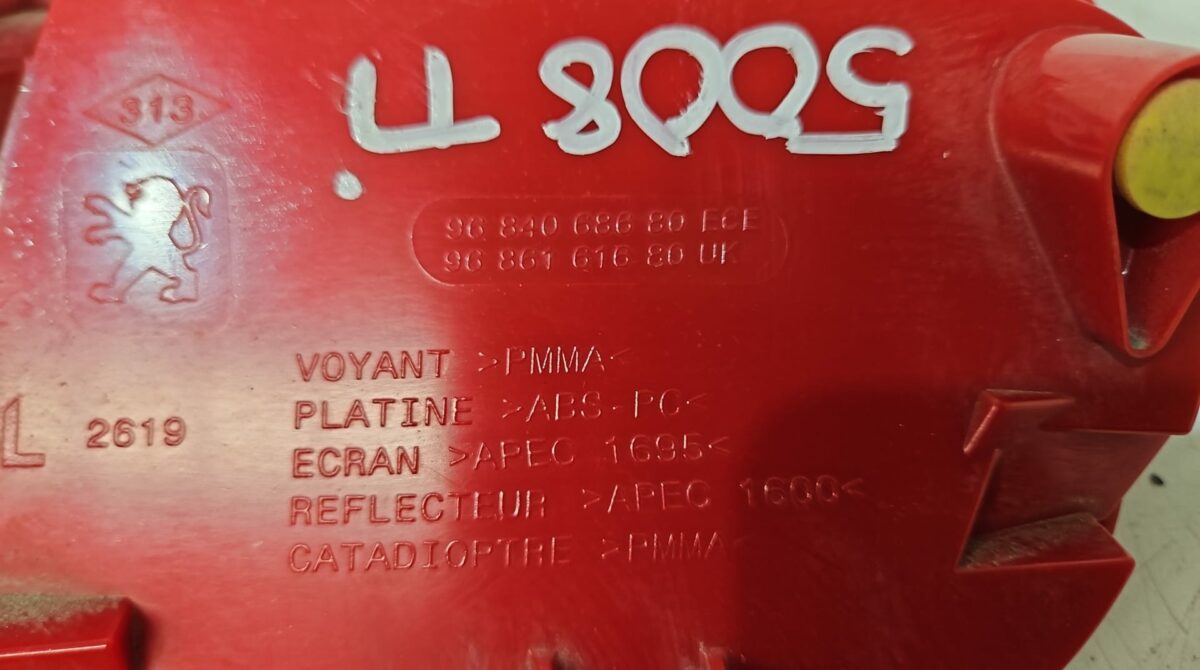 5008
313
96 840 686 80 ECE
96 861 616 80 UK
VOYANT >PMMA<
PLATINE >ABS-PC<
ECRAN >APEC 1695<
REFLECTEUR >APEC 1600<
CATADIOPTRE >PMMA<
L 2619